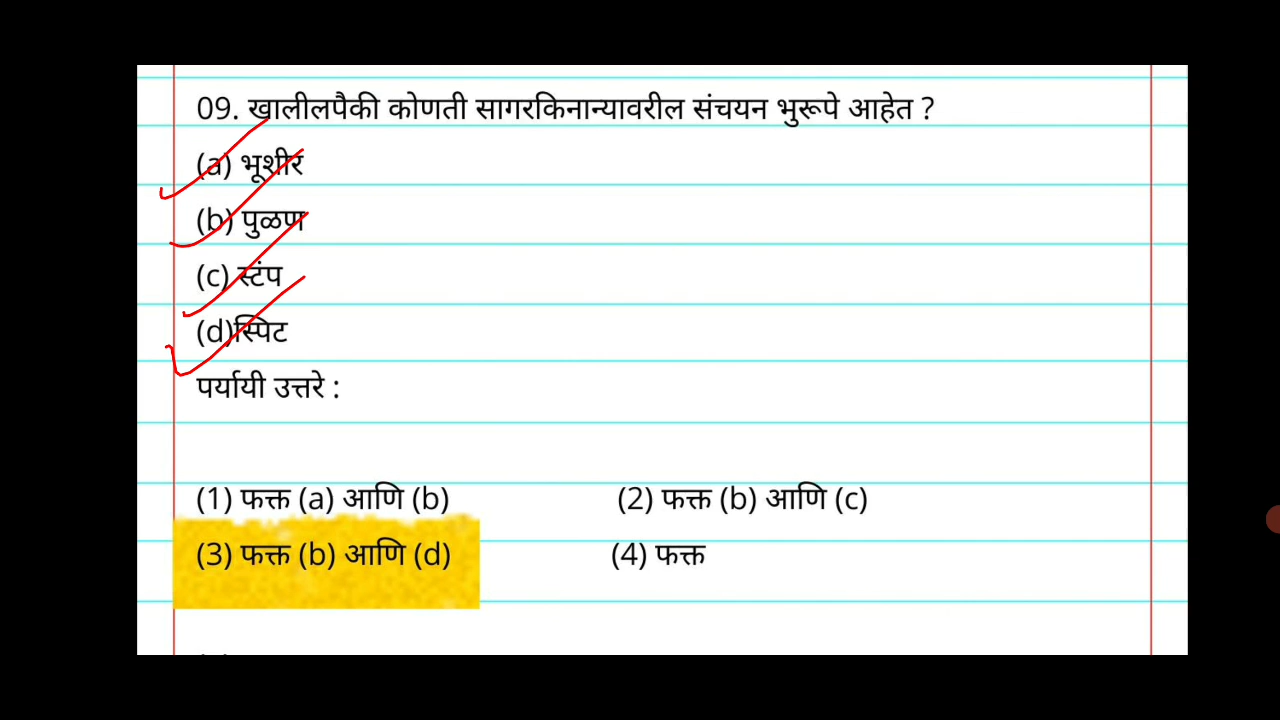 09. खालीलपैकी कोणती सागरकिनान्यावरील संचयन भुरूपे आहेत ?
(a) भूशीर
(b) पुळण
(c) स्टंप
(d)स्पिट
पर्यायी उत्तरे :
(1) फक्त (a) आणि (b) (2) फक्त (b) आणि (c)
(3) फक्त (b) आणि (d) (4) फक्त